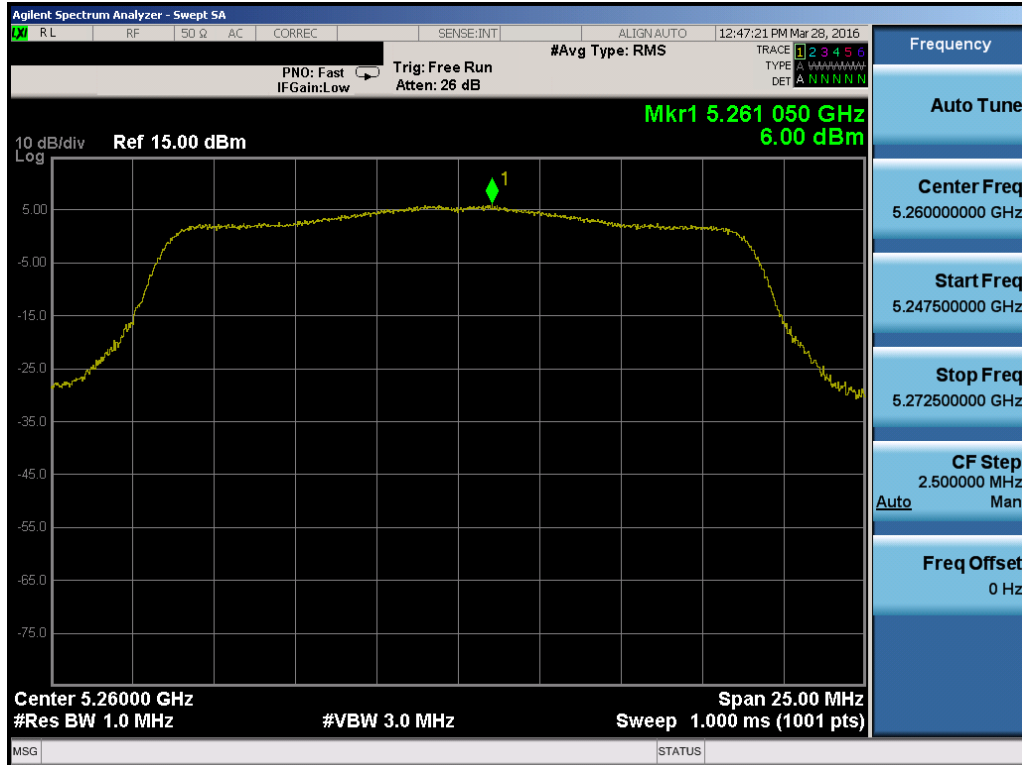 Agilent Spectrum Analyzer - Swept SA
LXI RL RF 50 Ω AC CORREC SENSE:INT ALIGN AUTO 12:47:21 PM Mar 28, 2016
#Avg Type: RMS TRACE 1 2 3 4 5 6
PNO: Fast Trig: Free Run TYPE A WWWWW
IFGain:Low Atten: 26 dB DET A N N N N N
Mkr1 5.261 050 GHz
6.00 dBm
10 dB/div Ref 15.00 dBm
Log
1
5.00
-5.00
-15.0
-25.0
-35.0
-45.0
-55.0
-65.0
-75.0
Center 5.26000 GHz Span 25.00 MHz
#Res BW 1.0 MHz #VBW 3.0 MHz Sweep 1.000 ms (1001 pts)
MSG STATUS
Frequency
Auto Tune
Center Freq
5.260000000 GHz
Start Freq
5.247500000 GHz
Stop Freq
5.272500000 GHz
CF Step
2.500000 MHz
Auto Man
Freq Offset
0 Hz